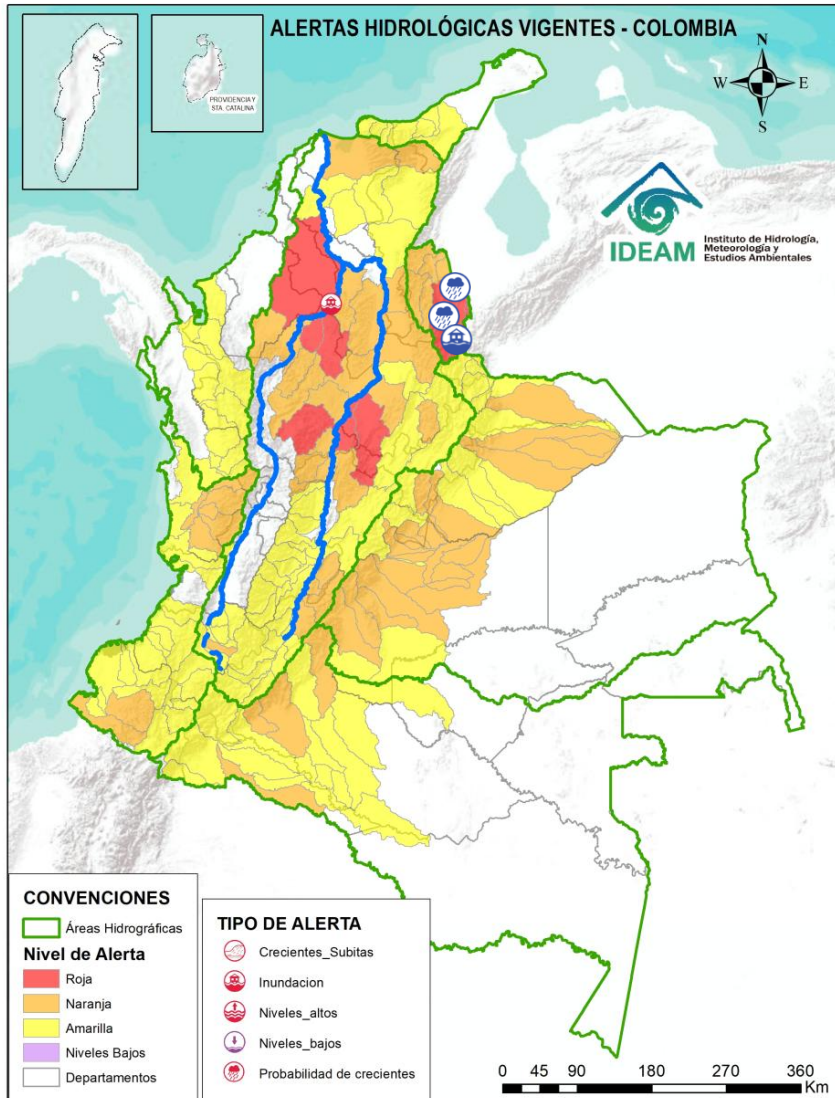 ALERTAS HIDROLÓGICAS VIGENTES - COLOMBIA
PROVIDENCIA Y
STA. CATALINA
N
W
E
S
IDEAM
Instituto de Hidrología,
Meteorología y
Estudios Ambientales
CONVENCIONES
Áreas Hidrográficas
Nivel de Alerta
Roja
Naranja
Amarilla
Niveles Bajos
Departamentos
TIPO DE ALERTA
Crecientes_Subitas
Inundacion
Niveles_altos
Niveles_bajos
Probabilidad de crecientes
0 45 90 180 270 360
Km